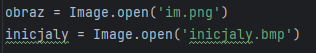 obraz = Image.open('im.png')
inicjaly = Image.open('inicjaly.bmp')